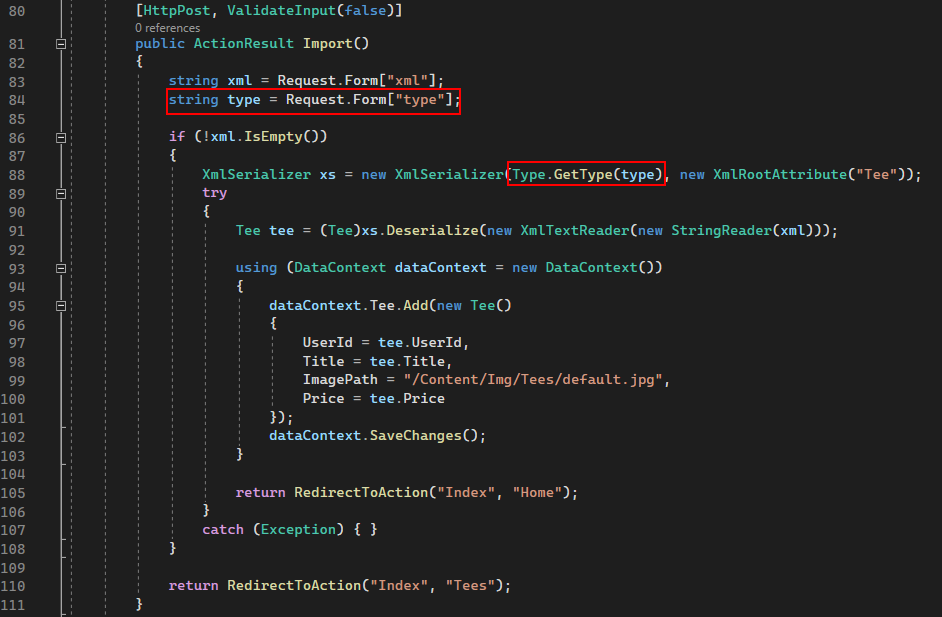 80 [HttpPost, ValidateInput(false)]
0 references
81 public ActionResult Import()
82 {
83 string xml = Request.Form["xml"];
84 string type = Request.Form["type"];
85
86 if (!xml.IsEmpty())
87 {
88 XmlSerializer xs = new XmlSerializer(Type.GetType(type), new XmlRootAttribute("Tee"));
89 try
90 {
91 Tee tee = (Tee)xs.Deserialize(new XmlTextReader(new StringReader(xml)));
92
93 using (DataContext dataContext = new DataContext())
94 {
95 dataContext.Tee.Add(new Tee()
96 {
97 UserId = tee.UserId,
98 Title = tee.Title,
99 ImagePath = "/Content/Img/Tees/default.jpg",
100 Price = tee.Price
101 });
102 dataContext.SaveChanges();
103 }
104
105 return RedirectToAction("Index", "Home");
106 }
107 catch (Exception) { }
108 }
109
110 return RedirectToAction("Index", "Tees");
111 }